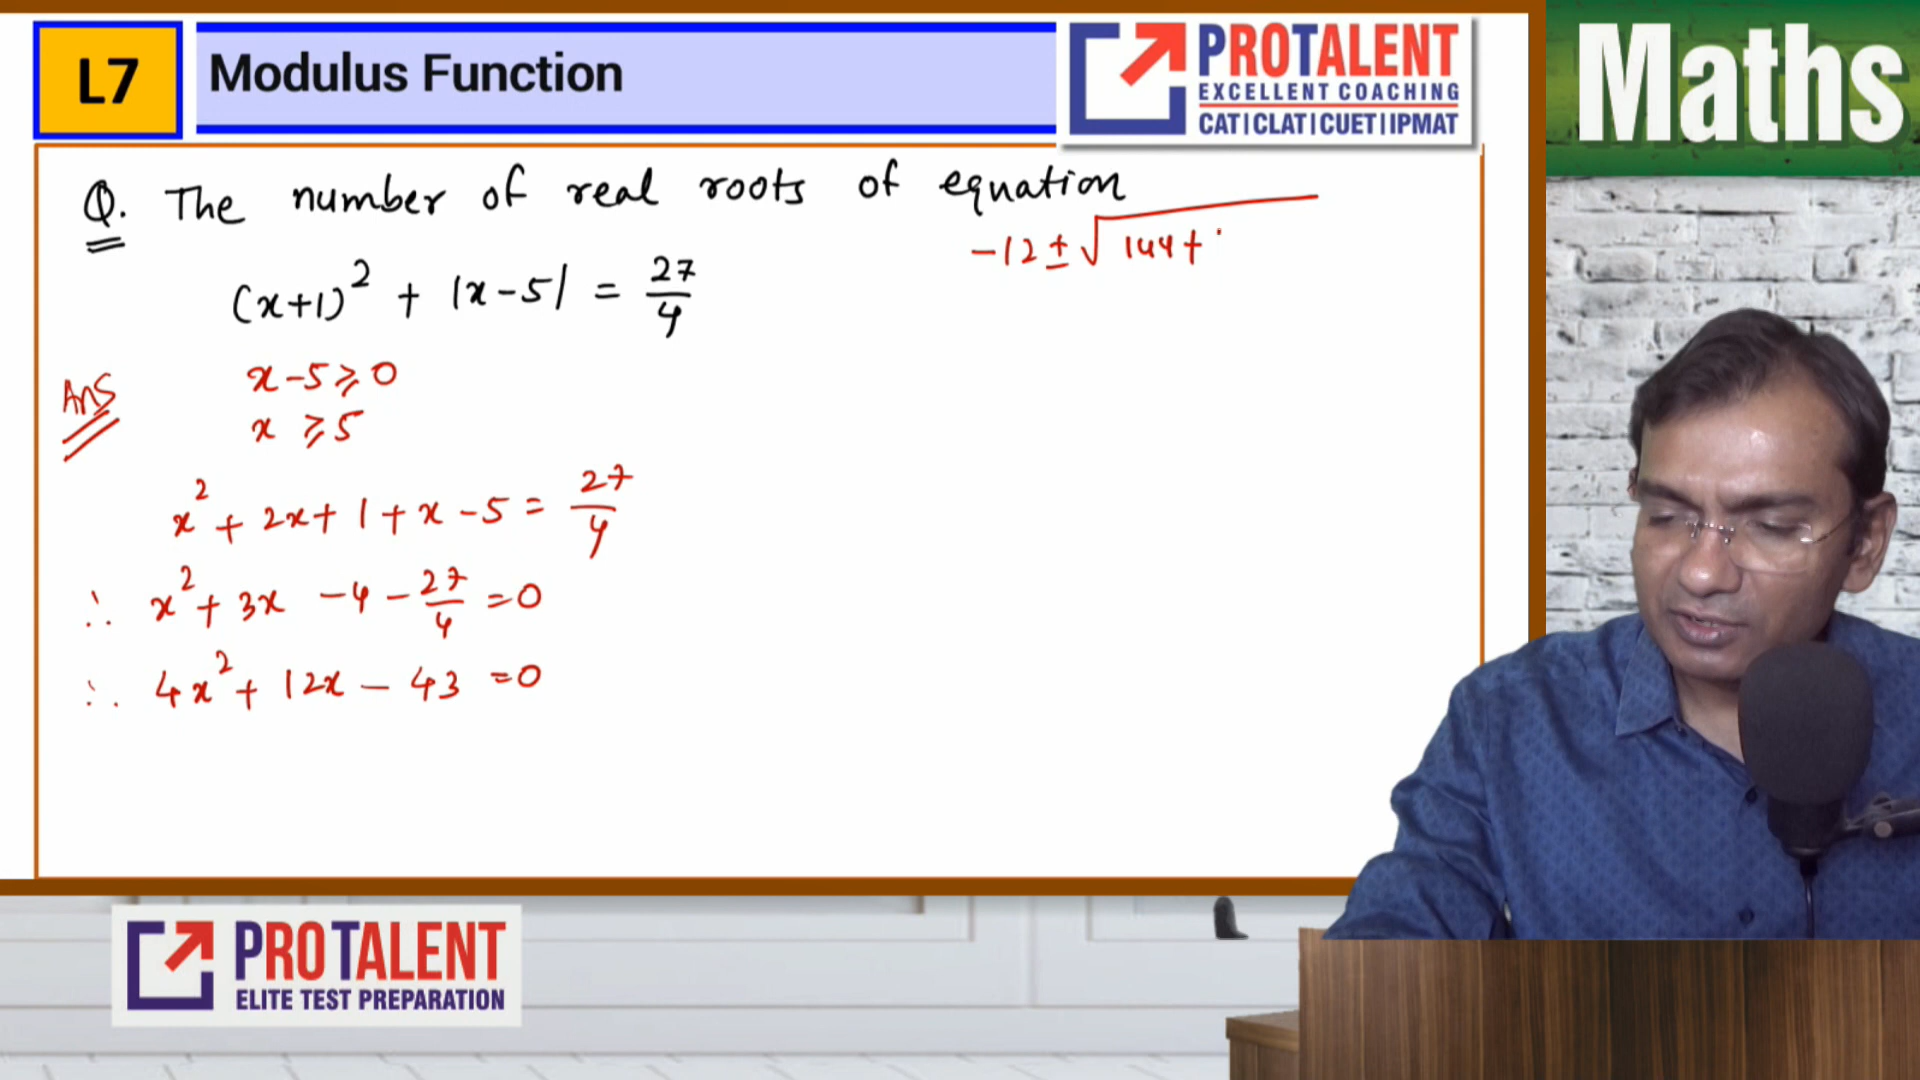 L7
Modulus Function
PROTALENT
EXCELLENT COACHING
CAT|CLAT|CUET|IPMAT
Maths
Q. The number of real roots of equation
(x+1)² + |x-5| = 27/4
-12 ± √144+
Ans
x-5 ≥ 0
x ≥ 5
x² + 2x + 1 + x - 5 = 27/4
∴ x² + 3x - 4 - 27/4 = 0
∴ 4x² + 12x - 43 = 0
PROTALENT
ELITE TEST PREPARATION